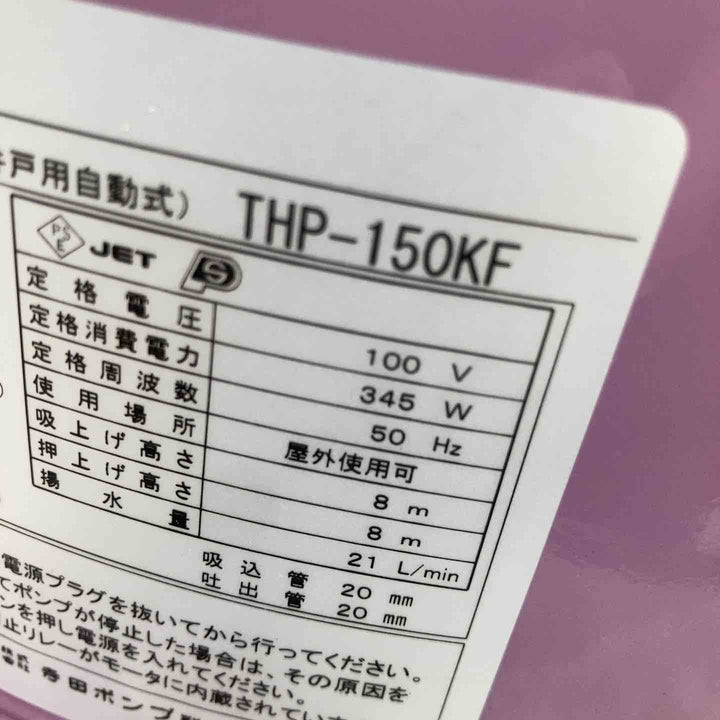 戸用自動式) THP-150KF
PSE JET PS
定格電圧 100 V
定格消費電力 345 W
定格周波数 50 Hz
使用場所 屋外使用可
吸上げ高さ 8 m
押上げ高さ 8 m
揚水量 21 L/min
吸込管 20 mm
吐出管 20 mm
電源プラグを抜いてから行ってください。
てポンプが停止した場合は、その原因を
ンを押し電源を入れてください。
止リレーがモータに内蔵されていま
株式会社 寺田ポンプ